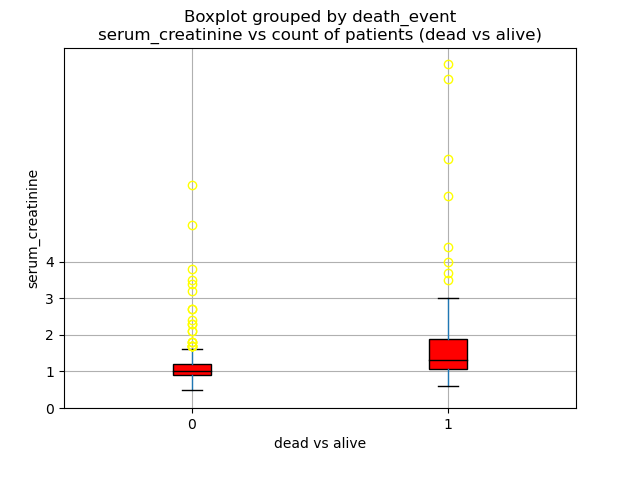 Boxplot grouped by death_event
serum_creatinine vs count of patients (dead vs alive)
serum_creatinine
4
3
2
1
0
0 1
dead vs alive